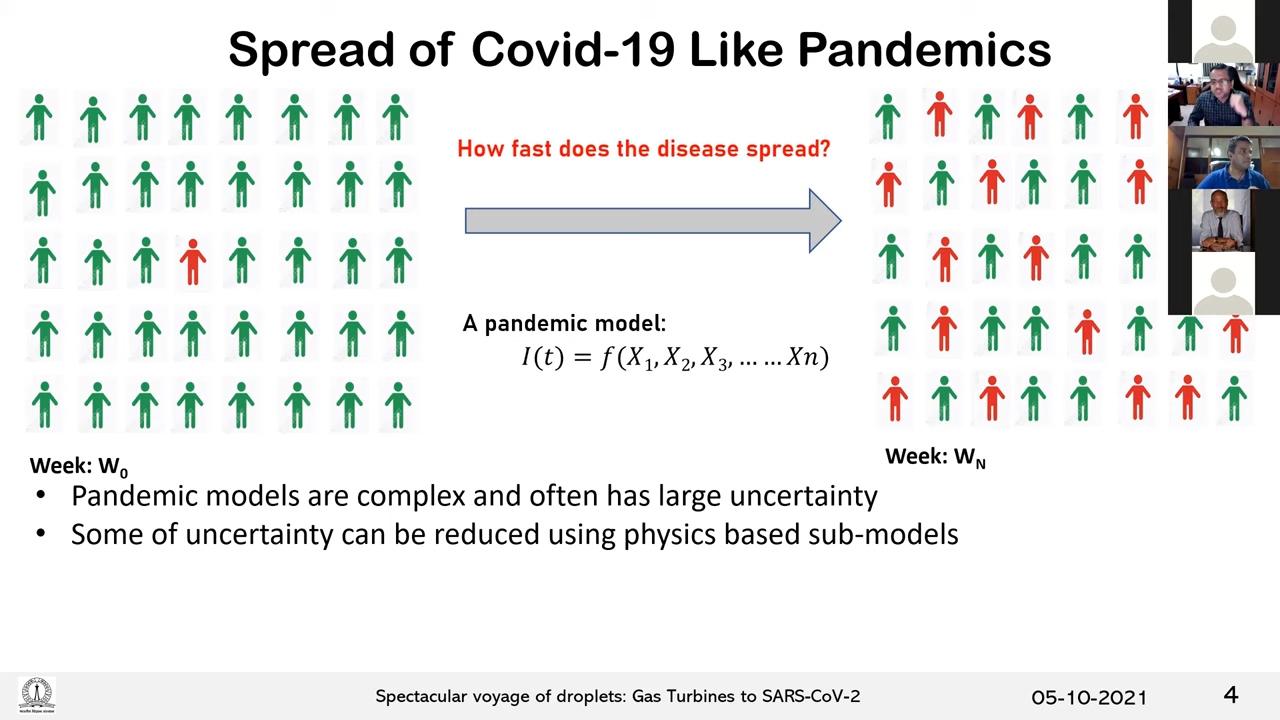 Spread of Covid-19 Like Pandemics
How fast does the disease spread?
A pandemic model:
I(t) = f(X₁, X₂, X₃, … … Xn)
Week: W₀
Week: W_N
• Pandemic models are complex and often has large uncertainty
• Some of uncertainty can be reduced using physics based sub-models
Spectacular voyage of droplets: Gas Turbines to SARS-CoV-2
05-10-2021
4